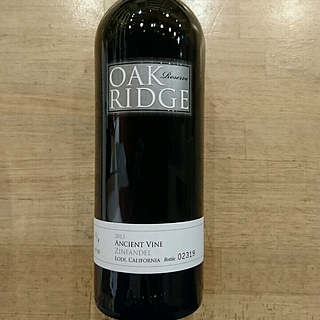 OAK Reserve
RIDGE
2013
ANCIENT VINE
ZINFANDEL
LODI, CALIFORNIA Bottle 02319